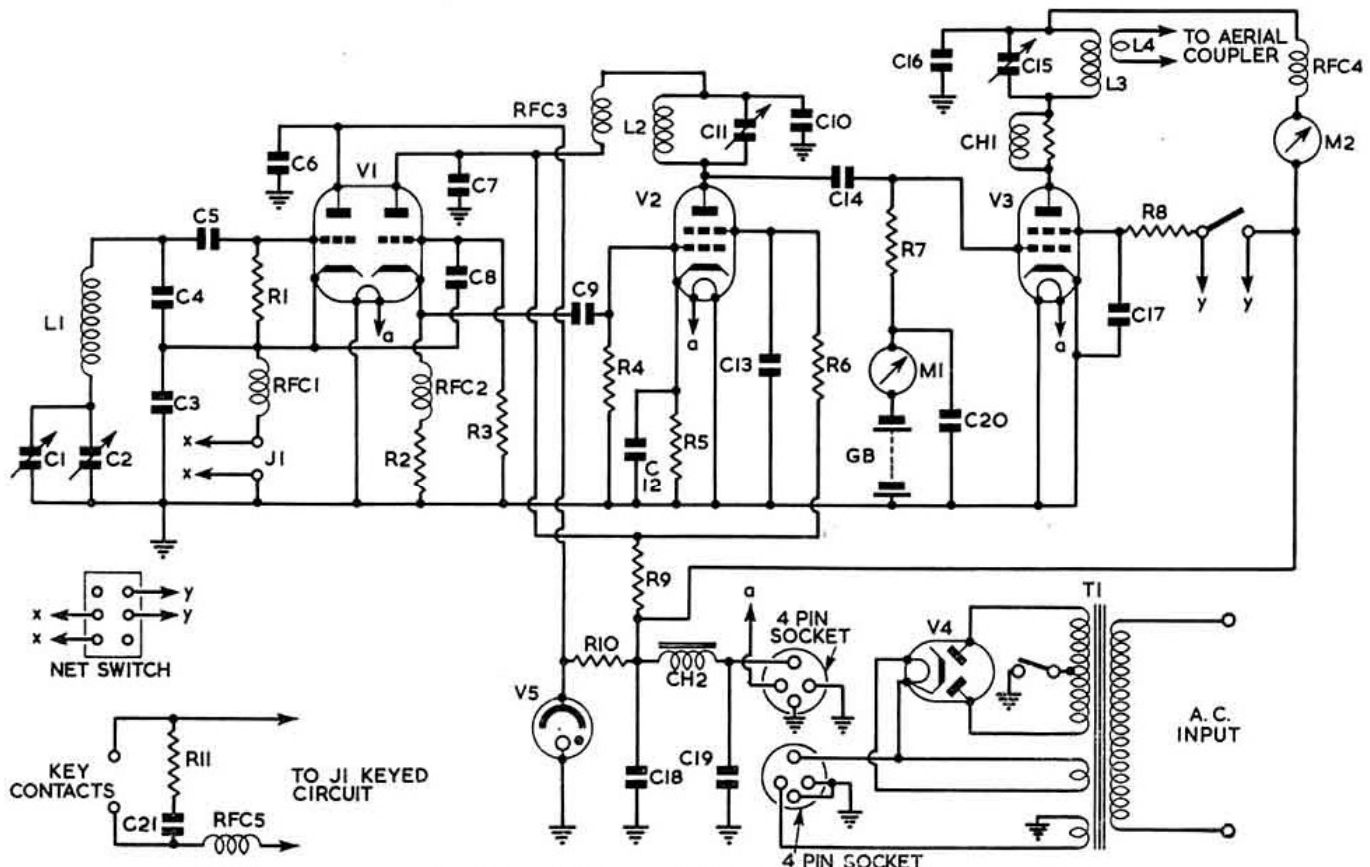 C16
C15
L3
L4
TO AERIAL
COUPLER
RFC4
RFC3
L2
C11
C10
CH1
M2
C6
V1
C7
V2
C14
V3
R8
C5
R7
y
y
C4
R1
a
C8
C9
a
C13
R6
a
C17
L1
RFC1
RFC2
R4
M1
C3
R3
C20
C1
C2
x
J1
x
R2
C
12
R5
GB
R9
T1
x
x
y
y
NET SWITCH
a
4 PIN
SOCKET
V4
R10
CH2
V5
A.C.
INPUT
R11
KEY
CONTACTS
C21
RFC5
TO J1 KEYED
CIRCUIT
C18
C19
4 PIN SOCKET